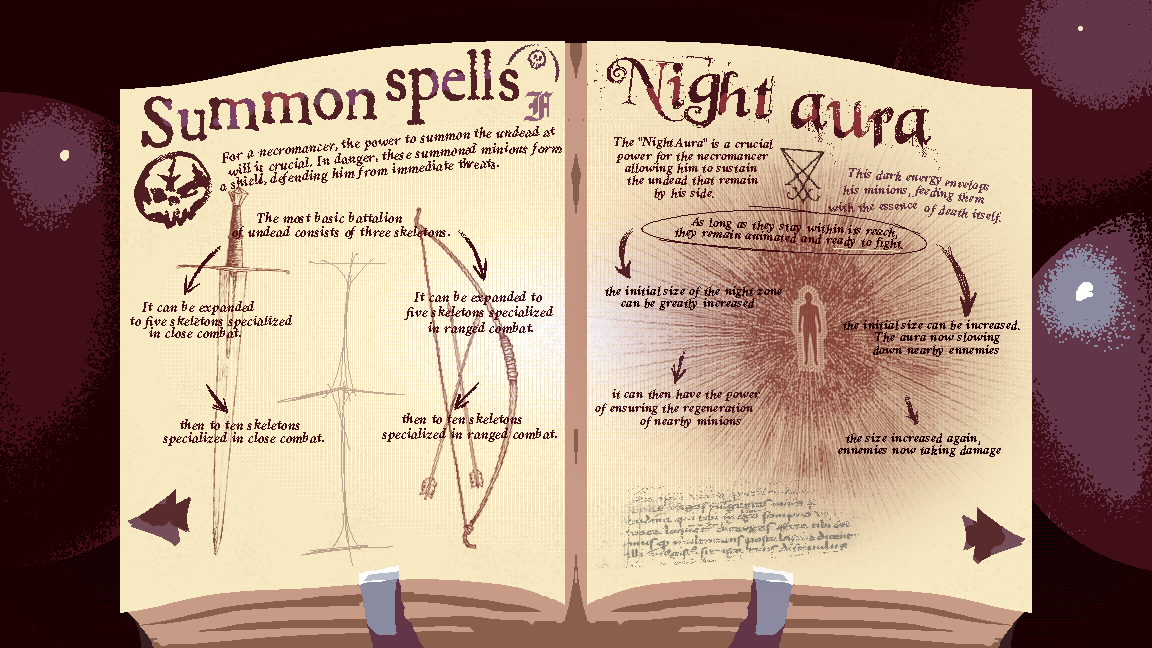 Summon spells
F
For a necromancer, the power to summon the undead at
will is crucial. In danger, these summoned minions form
a shield, defending him from immediate threats.
The most basic battalion
of undead consists of three skeletons.
It can be expanded
to five skeletons specialized
in close combat.
It can be expanded to
five skeletons specialized
in ranged combat.
then to ten skeletons
specialized in close combat.
then to ten skeletons
specialized in ranged combat.
Night aura
The "Night Aura" is a crucial
power for the necromancer
allowing him to sustain
the undead that remain
by his side.
This dark energy envelops
his minions, feeding them
with the essence of death itself.
As long as they stay within its reach,
they remain animated and ready to fight.
the initial size of the night zone
can be greatly increased
the initial size can be increased.
The aura now slowing
down nearby ennemies
it can then have the power
of ensuring the regeneration
of nearby minions
the size increased again,
ennemies now taking damage